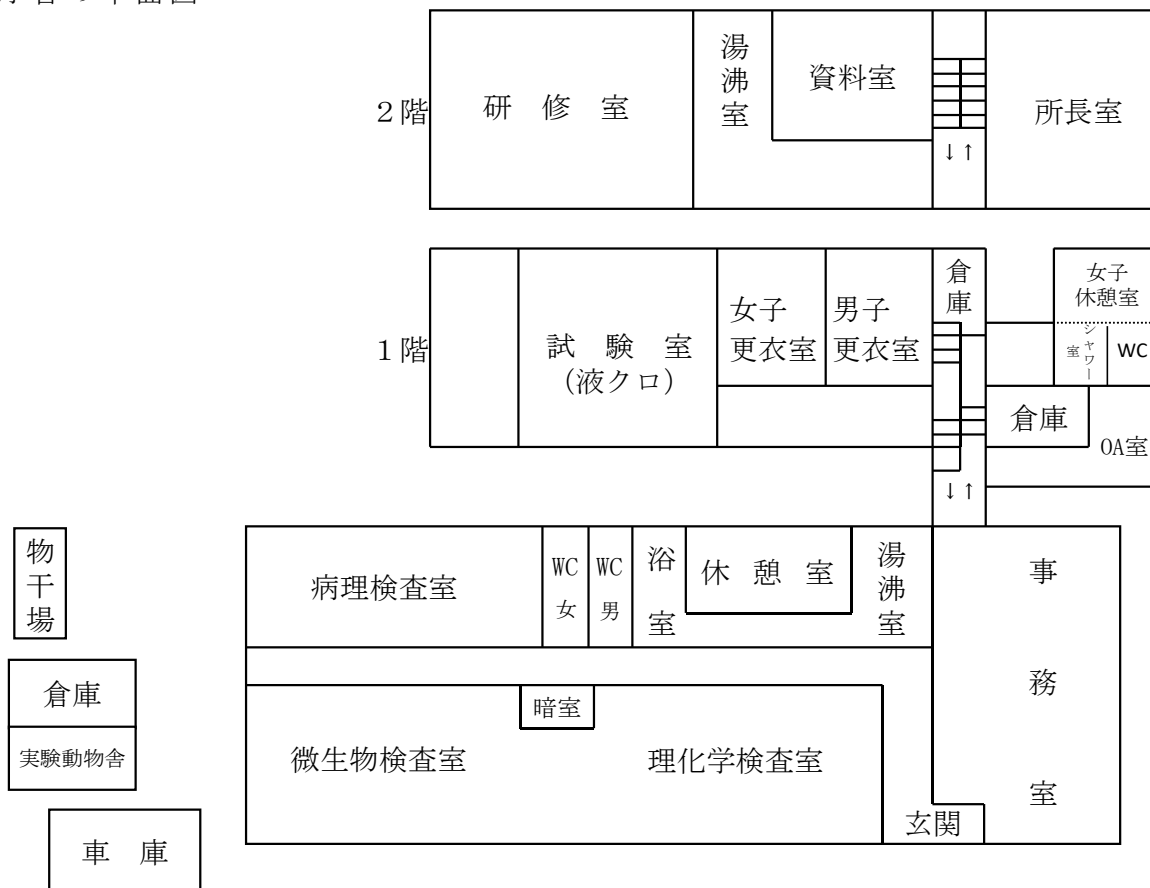 2階
研修室
湯沸室
資料室
↓↑
所長室
1階
試験室
(液クロ)
女子
更衣室
男子
更衣室
倉庫
女子
休憩室
シャワー室
WC
倉庫
OA室
↓↑
物干場
病理検査室
WC
女
WC
男
浴室
休憩室
湯沸室
事務室
倉庫
実験動物舎
暗室
微生物検査室
理化学検査室
玄関
車庫